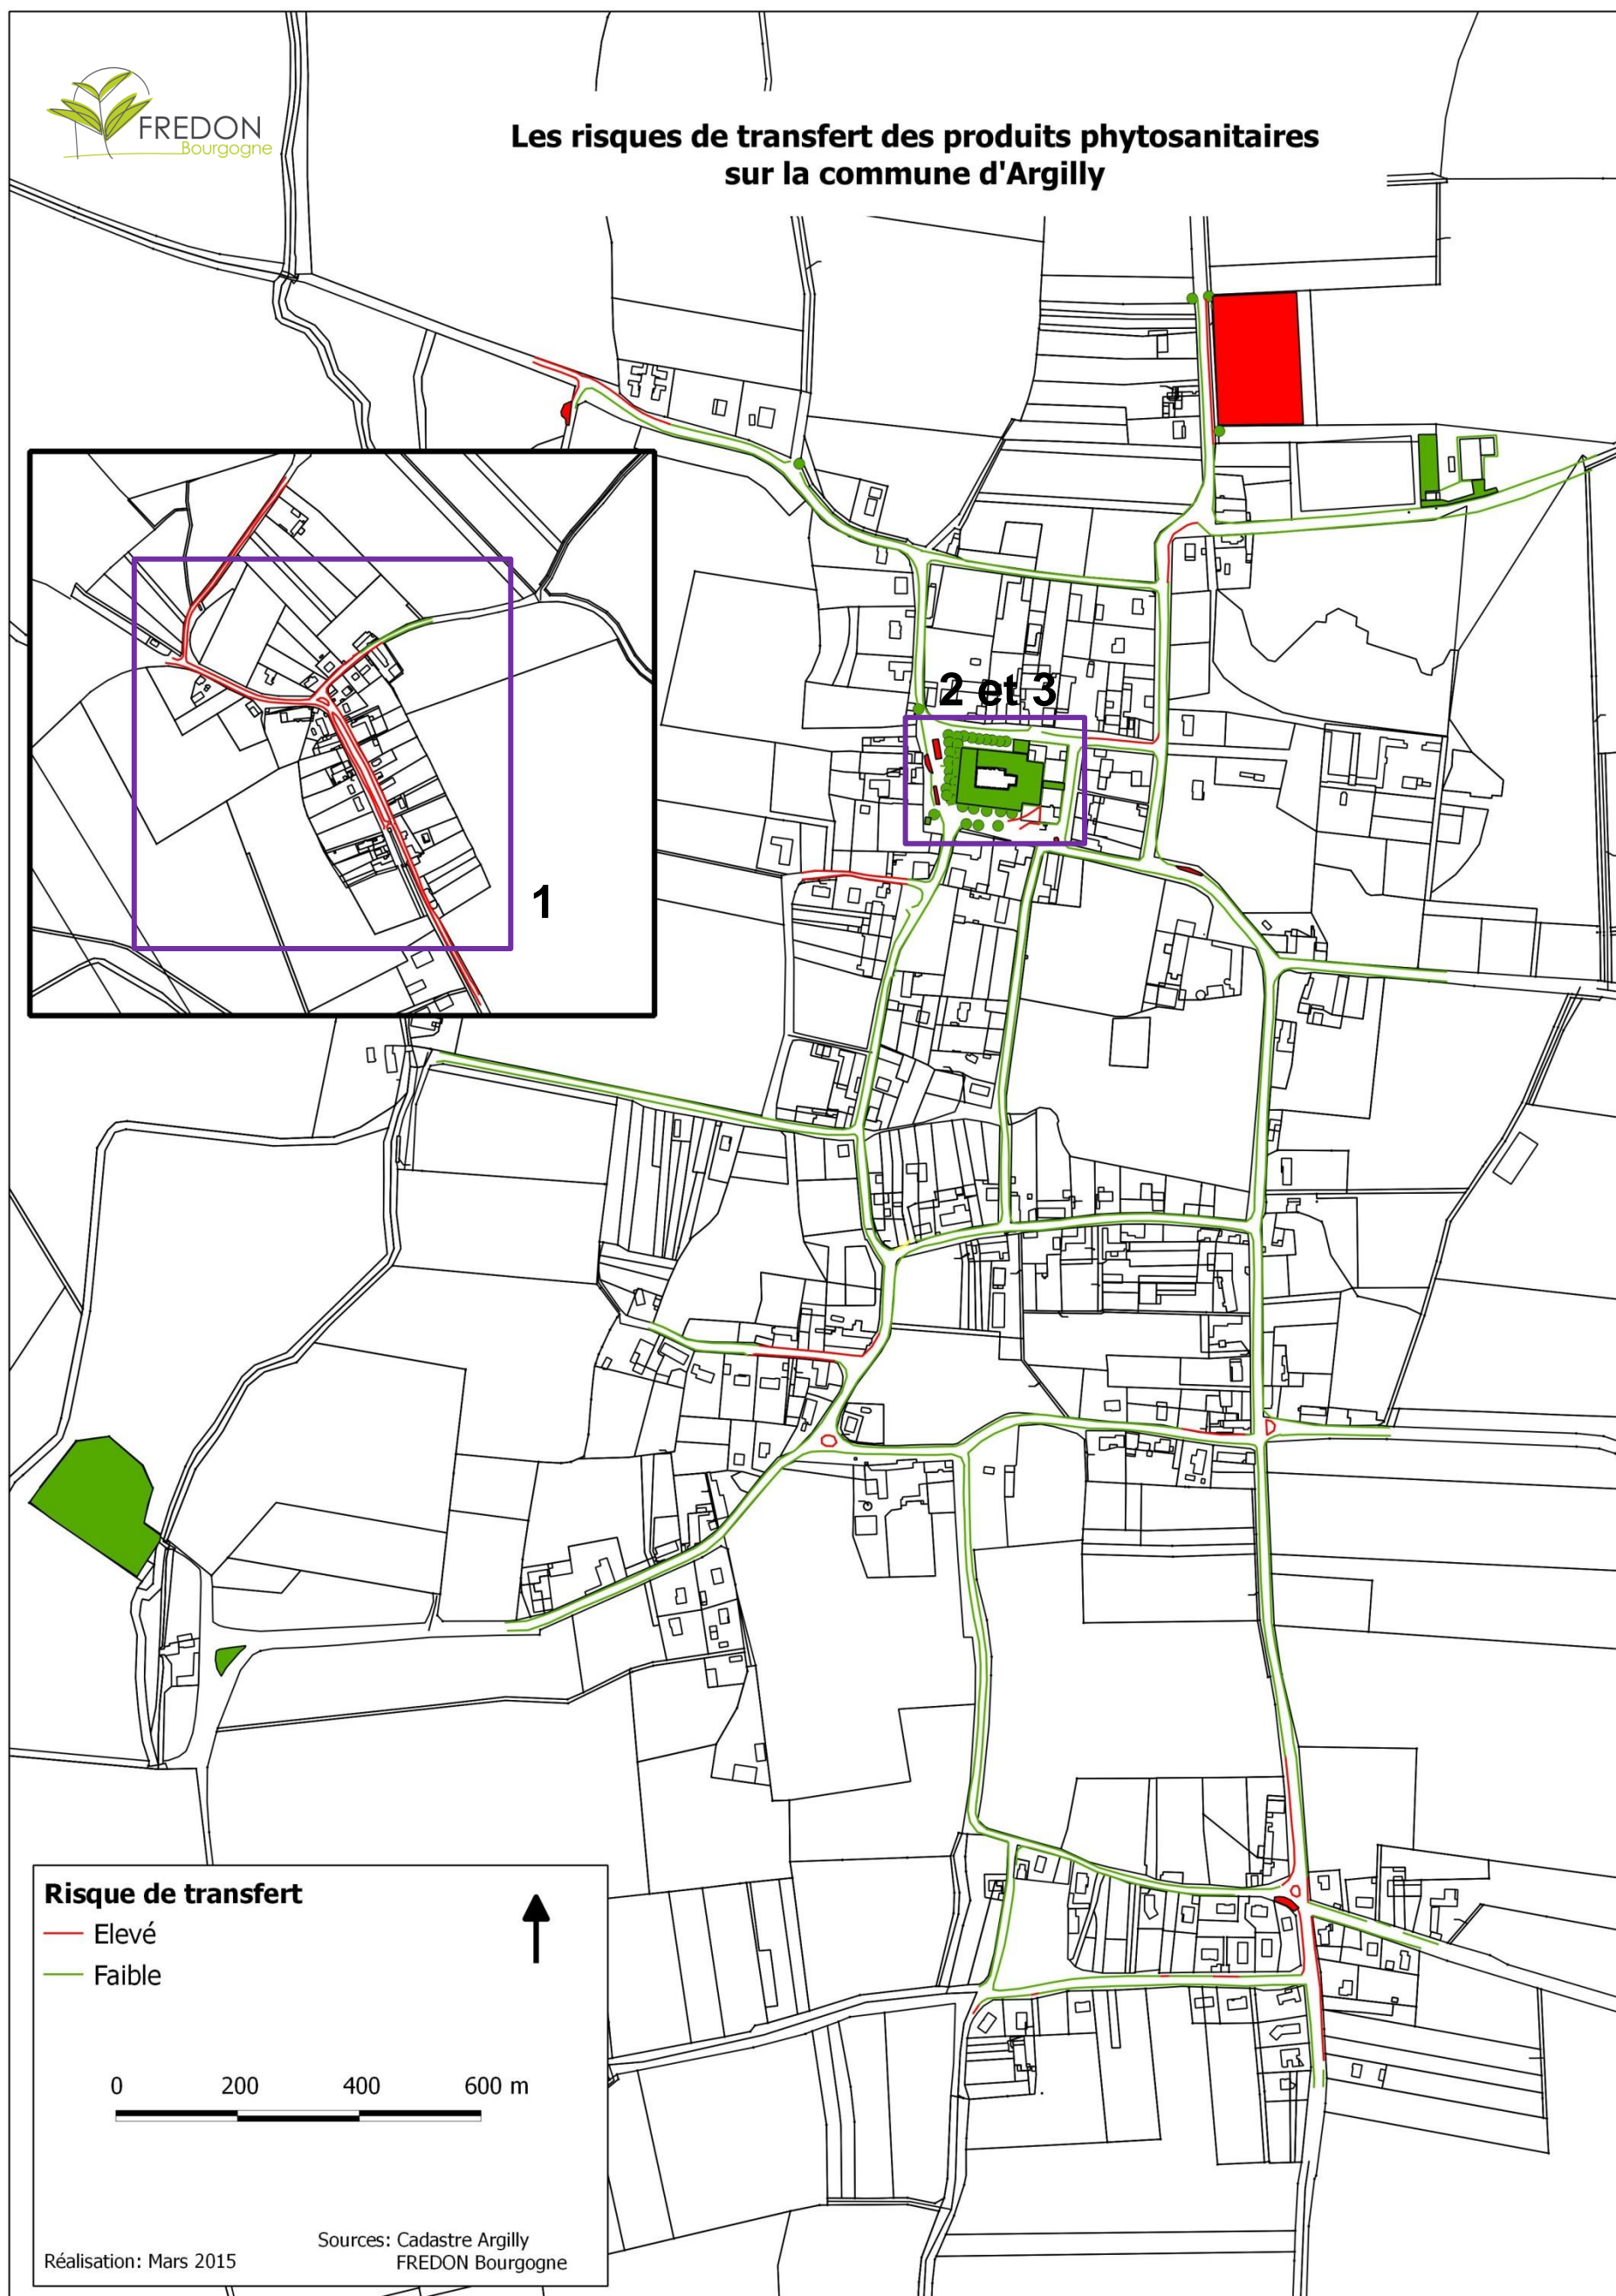 FREDON
Bourgogne
Les risques de transfert des produits phytosanitaires
sur la commune d'Argilly
2 et 3
1
Risque de transfert
Elevé
Faible
0 200 400 600 m
Sources: Cadastre Argilly
Réalisation: Mars 2015 FREDON Bourgogne